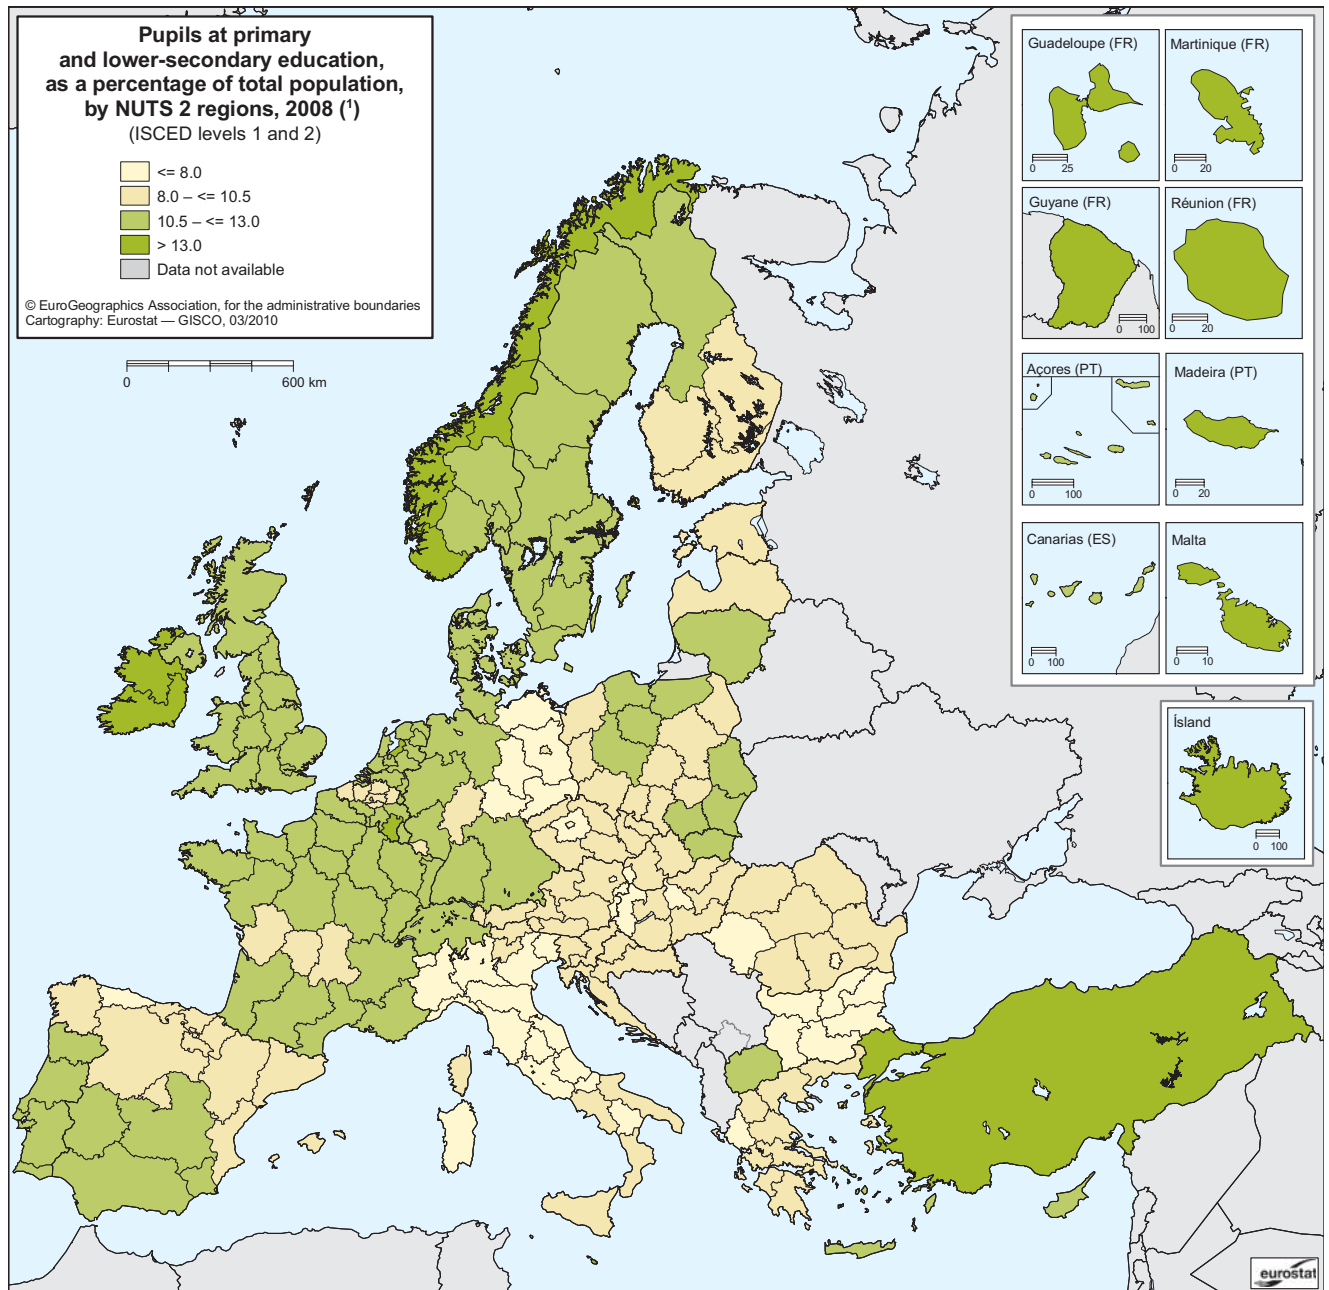 Pupils at primary
and lower-secondary education,
as a percentage of total population,
by NUTS 2 regions, 2008 (¹)
(ISCED levels 1 and 2)
<= 8.0
8.0 – <= 10.5
10.5 – <= 13.0
> 13.0
Data not available
© EuroGeographics Association, for the administrative boundaries
Cartography: Eurostat — GISCO, 03/2010
0 600 km
Guadeloupe (FR)
0 25
Martinique (FR)
0 20
Guyane (FR)
0 100
Réunion (FR)
0 20
Açores (PT)
0 100
Madeira (PT)
0 20
Canarias (ES)
0 100
Malta
0 10
Ísland
0 100
eurostat